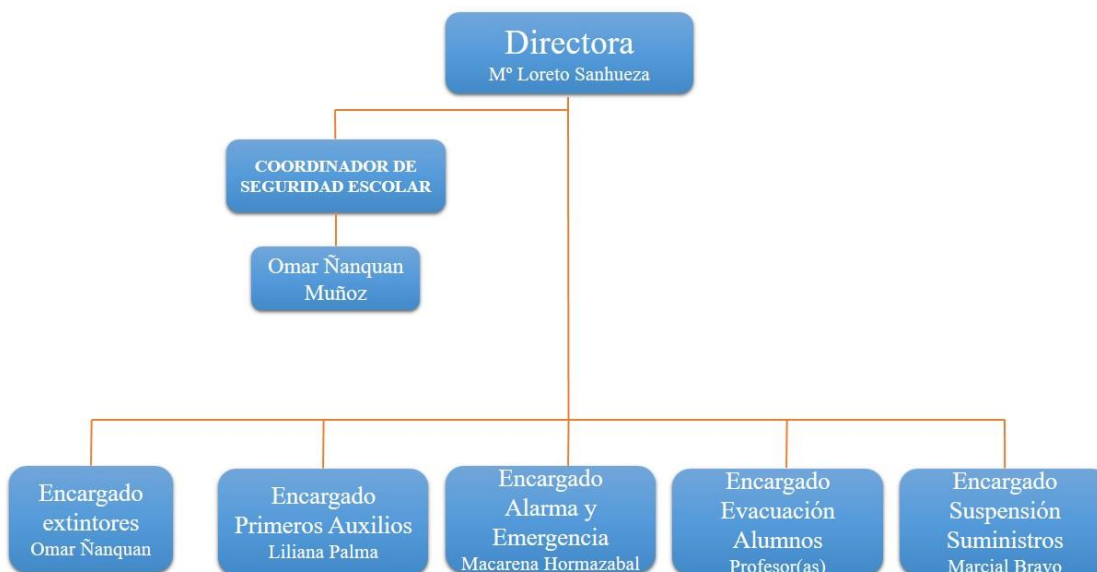 Directora
Mº Loreto Sanhueza
COORDINADOR DE
SEGURIDAD ESCOLAR
Omar Ñanquan
Muñoz
Encargado
extintores
Omar Ñanquan
Encargado
Primeros Auxilios
Liliana Palma
Encargado
Alarma y
Emergencia
Macarena Hormazabal
Encargado
Evacuación
Alumnos
Profesor(as)
Encargado
Suspensión
Suministros
Marcial Bravo